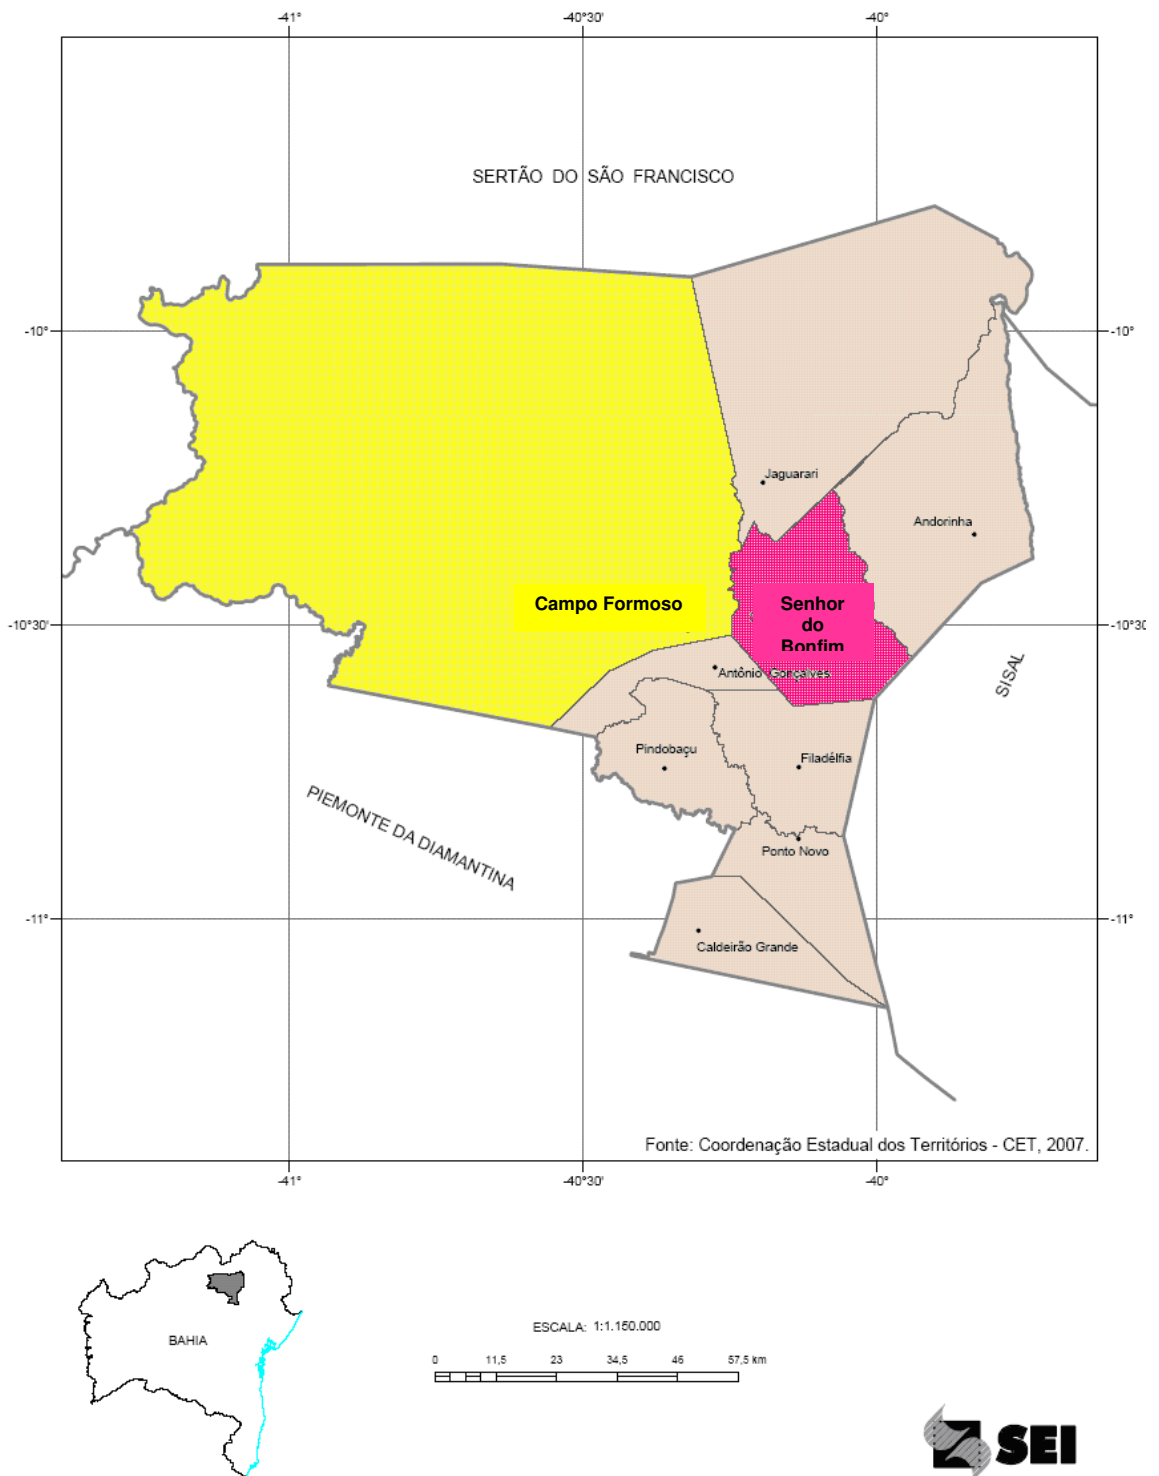 -41°
-40°30'
-40°
SERTÃO DO SÃO FRANCISCO
-10°
-10°
Jaguarari
Andorinha
Campo Formoso
Senhor
do
Bonfim
-10°30'
-10°30'
SISAL
Antônio Gonçalves
Pindobaçu
Filadélfia
PIEMONTE DA DIAMANTINA
Ponto Novo
-11°
-11°
Caldeirão Grande
Fonte: Coordenação Estadual dos Territórios - CET, 2007.
-41°
-40°30'
-40°
BAHIA
ESCALA: 1:1.150.000
0 11,5 23 34,5 46 57,5 km
SEI